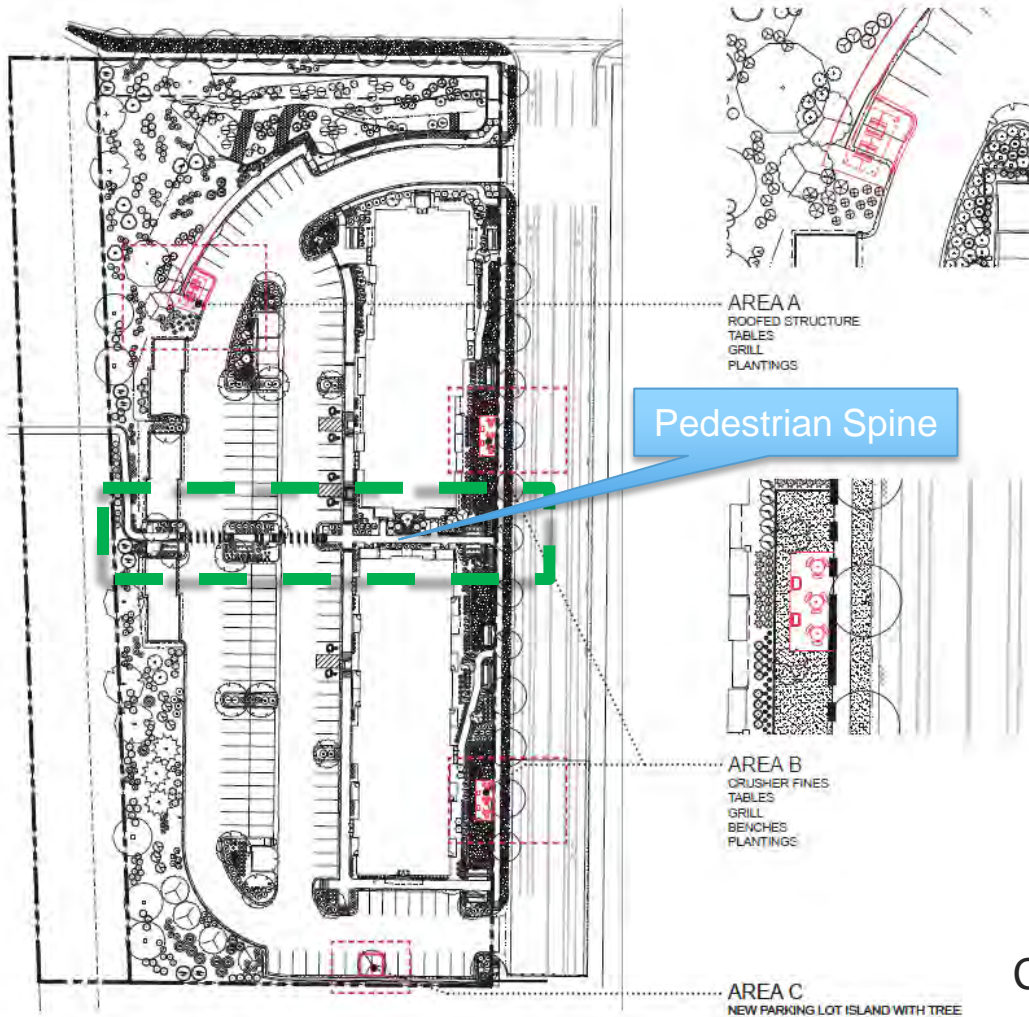 AREA A
ROOFED STRUCTURE
TABLES
GRILL
PLANTINGS
Pedestrian Spine
AREA B
CRUSHER FINES
TABLES
GRILL
BENCHES
PLANTINGS
AREA C
NEW PARKING LOT ISLAND WITH TREE